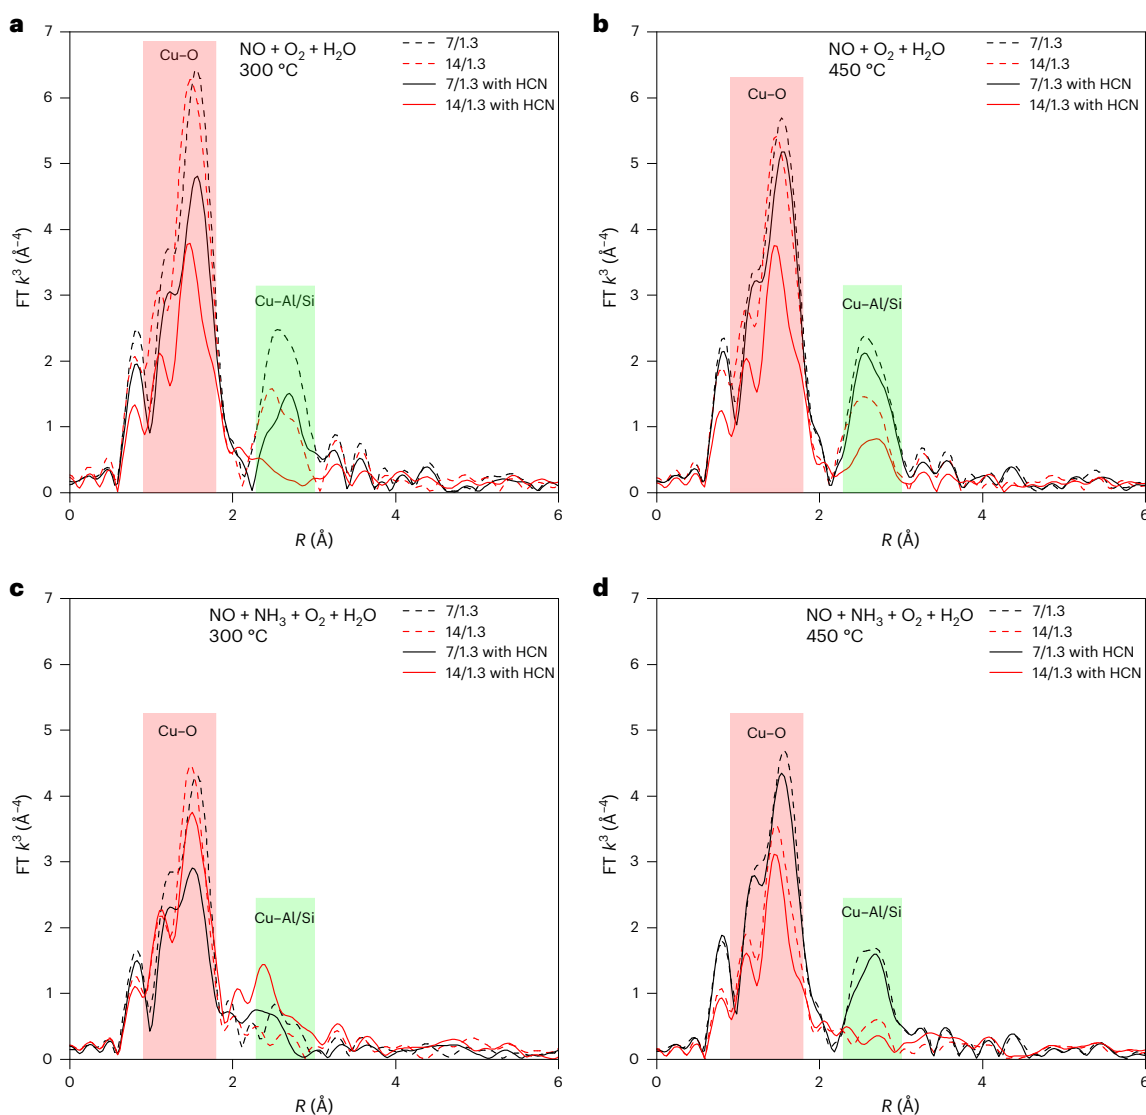 a
NO + O₂ + H₂O
300 °C
7/1.3
14/1.3
7/1.3 with HCN
14/1.3 with HCN
Cu–O
Cu–Al/Si
FT k³ (Å⁻⁴)
7
6
5
4
3
2
1
0
0
2
4
6
R (Å)
b
NO + O₂ + H₂O
450 °C
7/1.3
14/1.3
7/1.3 with HCN
14/1.3 with HCN
Cu–O
Cu–Al/Si
FT k³ (Å⁻⁴)
7
6
5
4
3
2
1
0
0
2
4
6
R (Å)
c
NO + NH₃ + O₂ + H₂O
300 °C
7/1.3
14/1.3
7/1.3 with HCN
14/1.3 with HCN
Cu–O
Cu–Al/Si
FT k³ (Å⁻⁴)
7
6
5
4
3
2
1
0
0
2
4
6
R (Å)
d
NO + NH₃ + O₂ + H₂O
450 °C
7/1.3
14/1.3
7/1.3 with HCN
14/1.3 with HCN
Cu–O
Cu–Al/Si
FT k³ (Å⁻⁴)
7
6
5
4
3
2
1
0
0
2
4
6
R (Å)